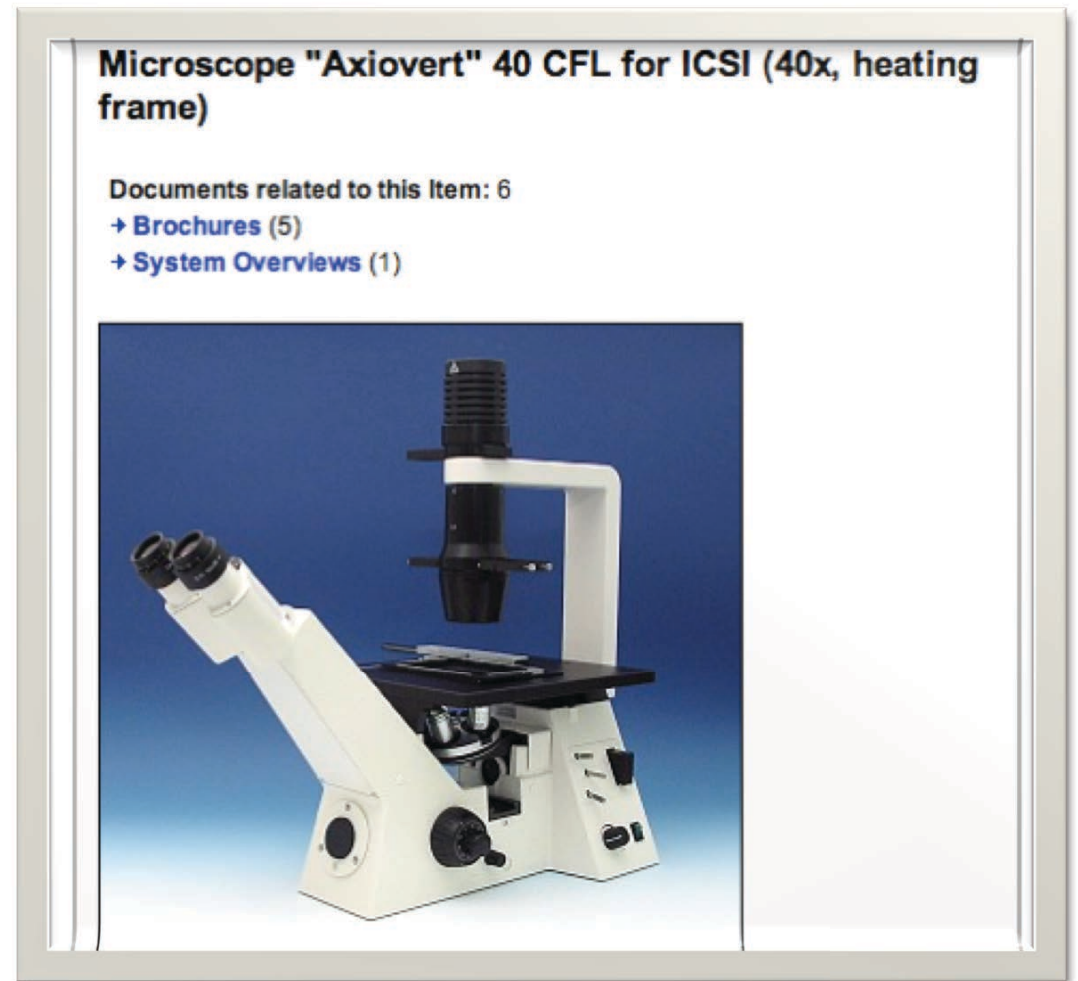 Microscope "Axiovert" 40 CFL for ICSI (40x, heating
frame)
Documents related to this Item: 6
→ Brochures (5)
→ System Overviews (1)